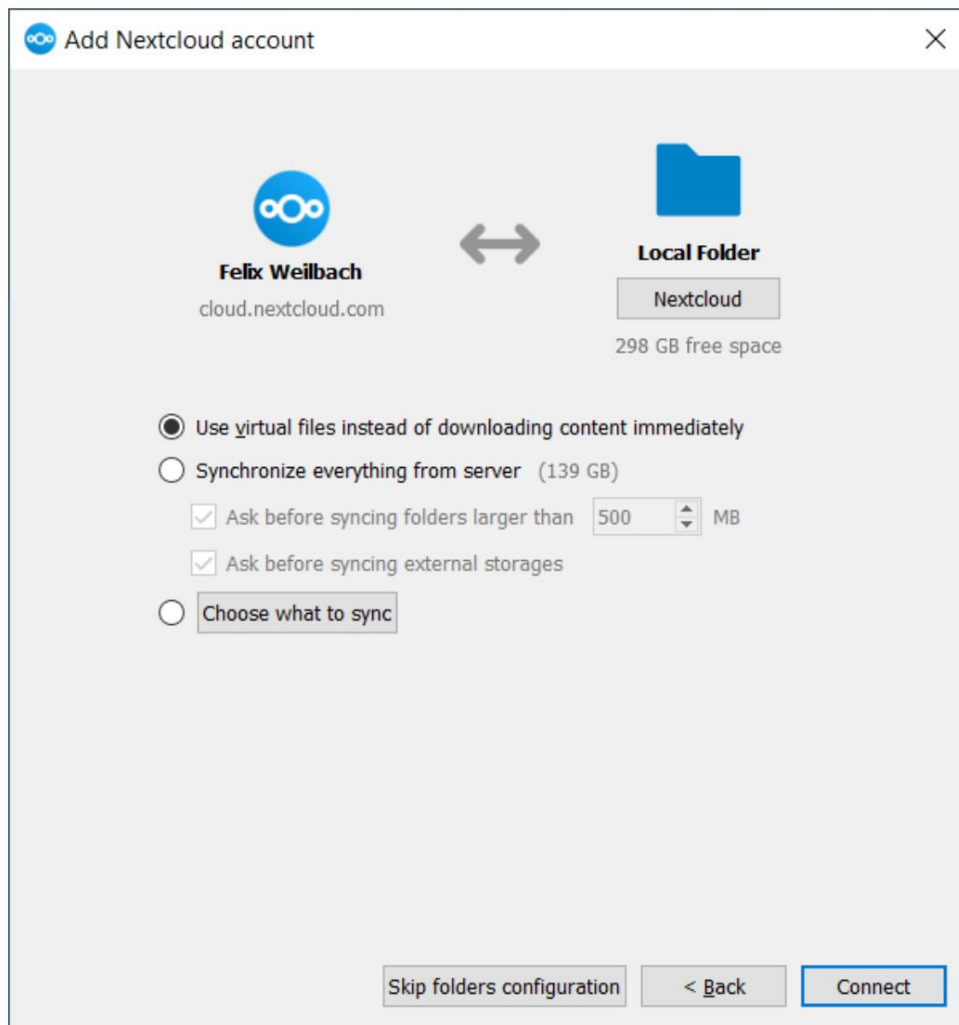 Add Nextcloud account
Felix Weilbach
cloud.nextcloud.com
Local Folder
Nextcloud
298 GB free space
Use virtual files instead of downloading content immediately
Synchronize everything from server (139 GB)
Ask before syncing folders larger than 500 MB
Ask before syncing external storages
Choose what to sync
Skip folders configuration < Back Connect